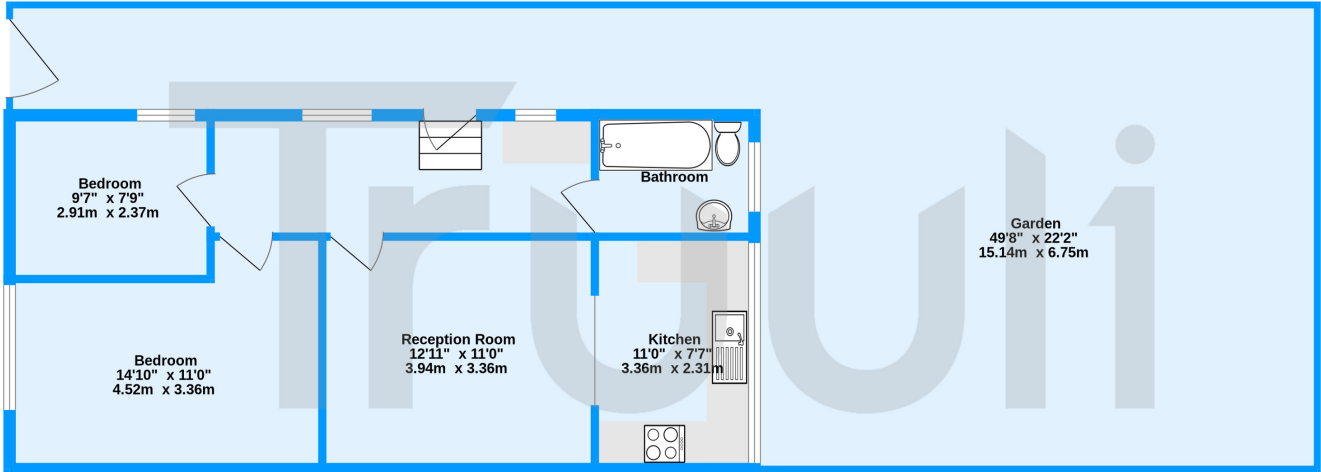 Bedroom
9'7" x 7'9"
2.91m x 2.37m
Bathroom
Garden
49'8" x 22'2"
15.14m x 6.75m
Bedroom
14'10" x 11'0"
4.52m x 3.36m
Reception Room
12'11" x 11'0"
3.94m x 3.36m
Kitchen
11'0" x 7'7"
3.36m x 2.31m
Truuli